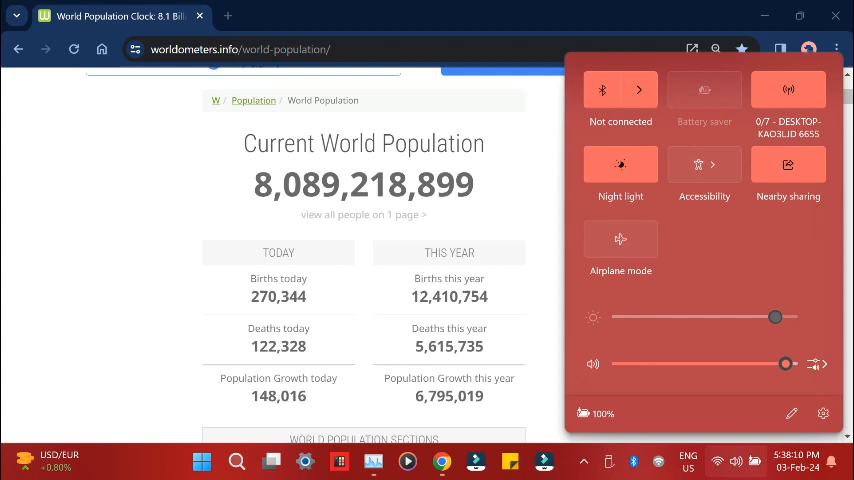 World Population Clock: 8.1 Bill
worldometers.info/world-population/
W / Population / World Population
Current World Population
8,089,218,899
view all people on 1 page >
TODAY
THIS YEAR
Births today
270,344
Births this year
12,410,754
Deaths today
122,328
Deaths this year
5,615,735
Population Growth today
148,016
Population Growth this year
6,795,019
WORLD POPULATION SECTIONS
Not connected
Battery saver
0/7 - DESKTOP-
KAO3LJD 6655
Night light
Accessibility
Nearby sharing
Airplane mode
100%
USD/EUR
+0.80%
ENG
US
5:38:10 PM
03-Feb-24